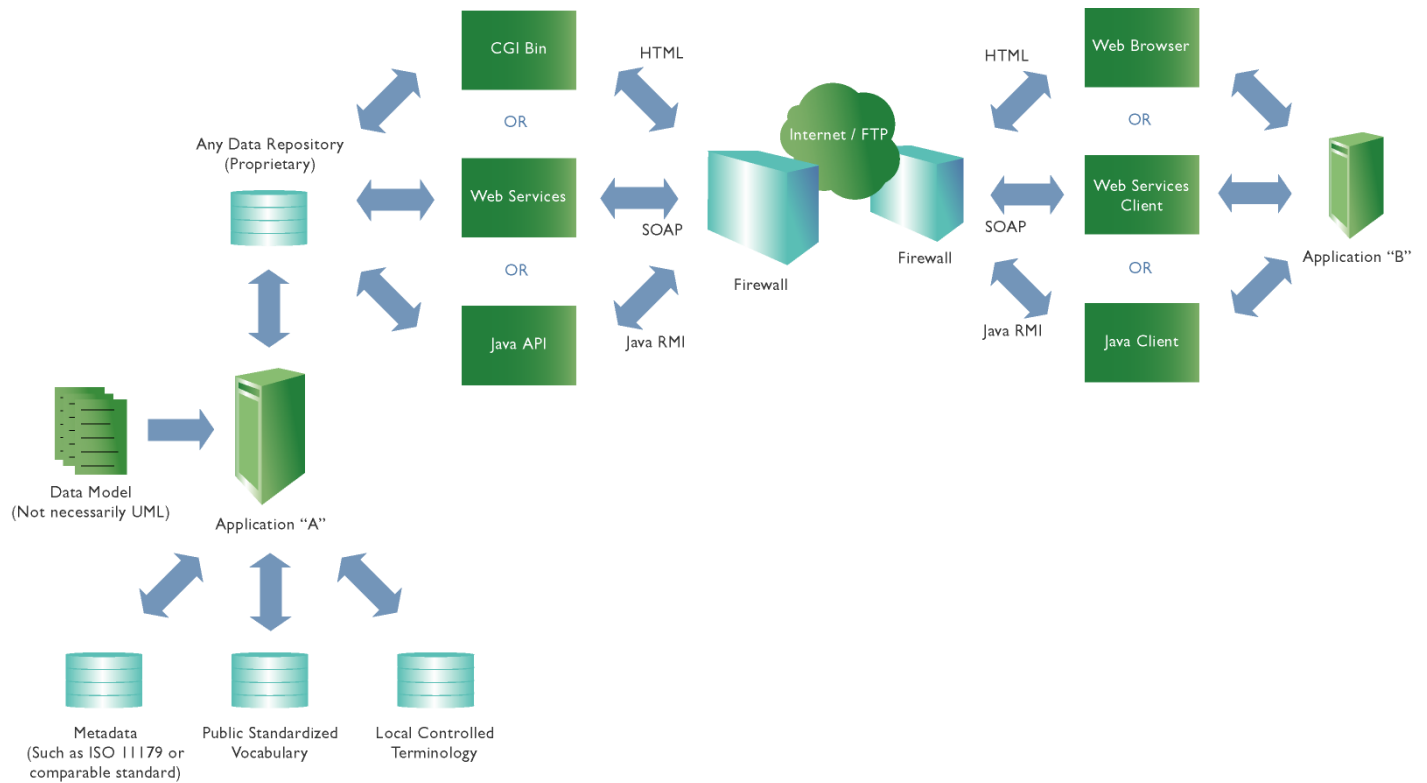 CGI Bin
HTML
OR
Any Data Repository
(Proprietary)
Web Services
SOAP
OR
Java API
Java RMI
Internet / FTP
Firewall
Firewall
HTML
Web Browser
OR
Web Services
Client
SOAP
OR
Java RMI
Java Client
Application “B”
Data Model
(Not necessarily UML)
Application “A”
Metadata
(Such as ISO 11179 or
comparable standard)
Public Standardized
Vocabulary
Local Controlled
Terminology